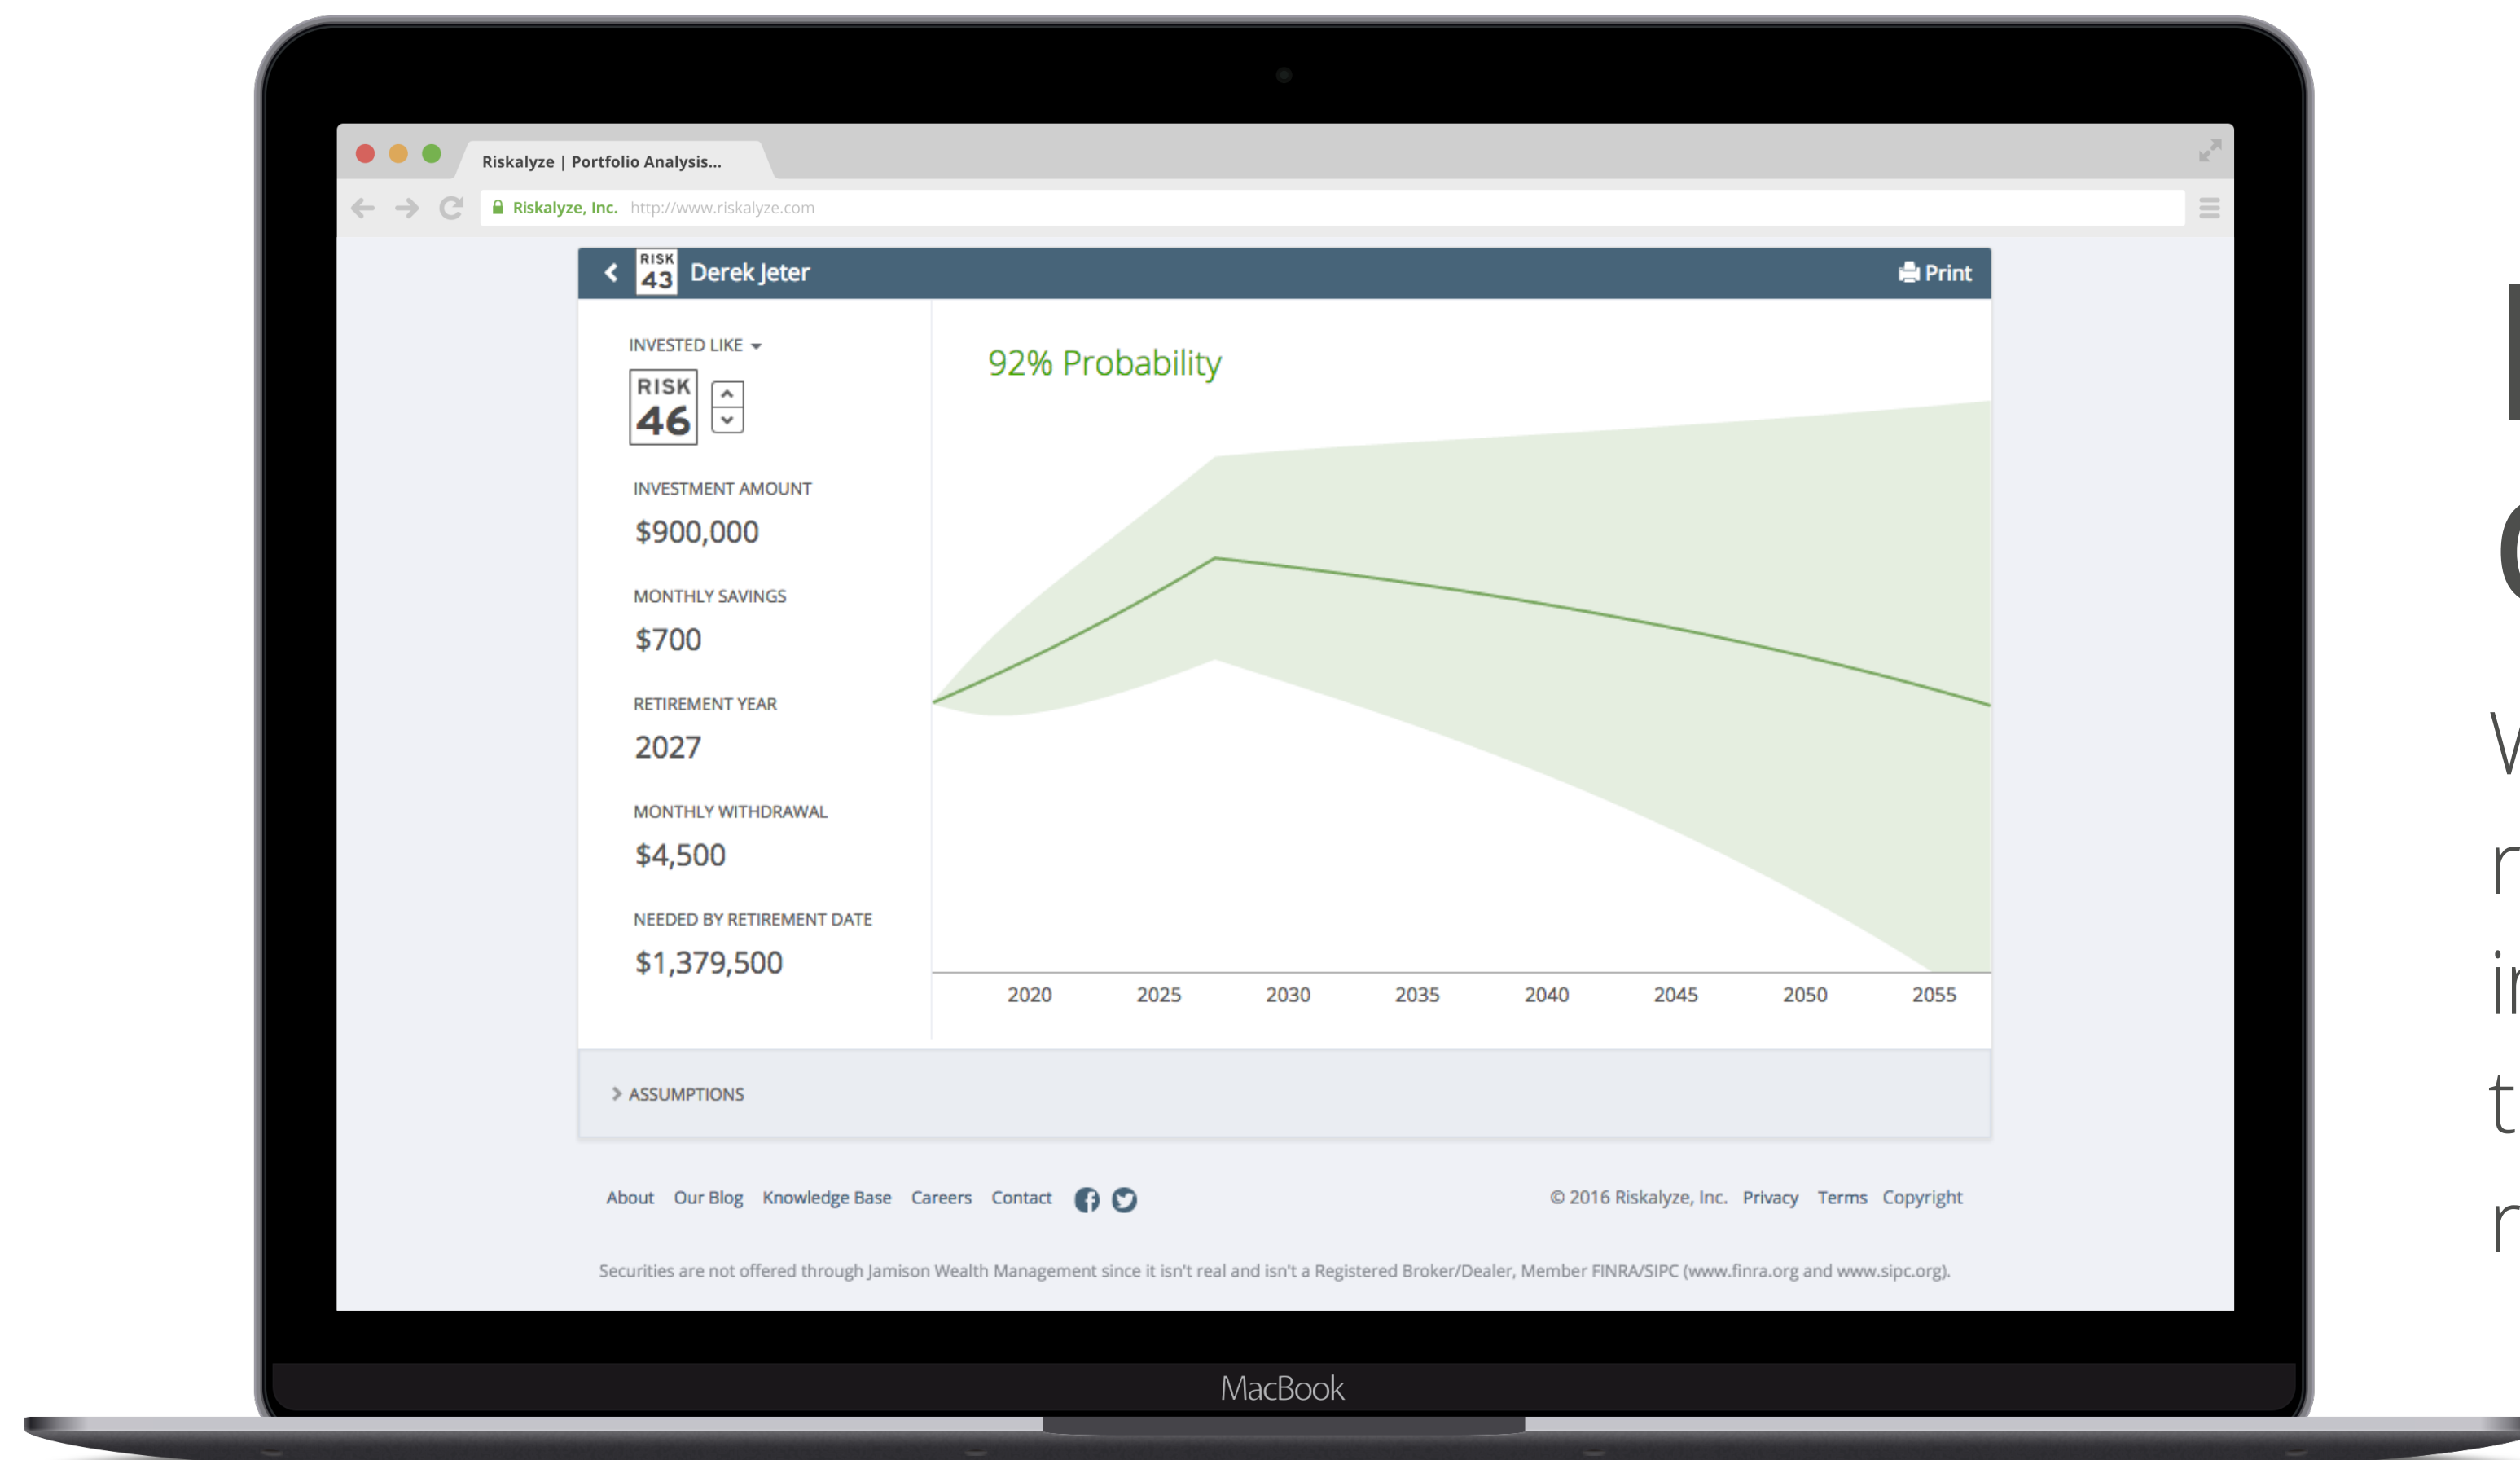 Riskalyze | Portfolio Analysis...
Riskalyze, Inc. http://www.riskalyze.com
RISK
43
Derek Jeter
Print
INVESTED LIKE
RISK
46
INVESTMENT AMOUNT
$900,000
MONTHLY SAVINGS
$700
RETIREMENT YEAR
2027
MONTHLY WITHDRAWAL
$4,500
NEEDED BY RETIREMENT DATE
$1,379,500
92% Probability
2020 2025 2030 2035 2040 2045 2050 2055
ASSUMPTIONS
About Our Blog Knowledge Base Careers Contact
© 2016 Riskalyze, Inc. Privacy Terms Copyright
Securities are not offered through Jamison Wealth Management since it isn't real and isn't a Registered Broker/Dealer, Member FINRA/SIPC (www.finra.org and www.sipc.org).
MacBook